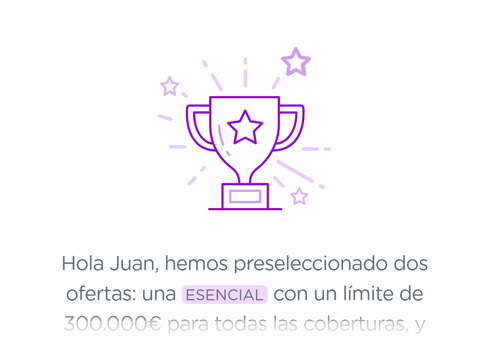 Hola Juan, hemos preseleccionado dos
ofertas: una ESENCIAL con un límite de
300.000€ para todas las coberturas, y